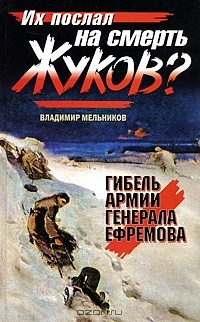 Их послал
на смерть
ЖУКОВ?
ВЛАДИМИР МЕЛЬНИКОВ
ГИБЕЛЬ
АРМИИ
ГЕНЕРАЛА
ЕФРЕМОВА
ozon.ru